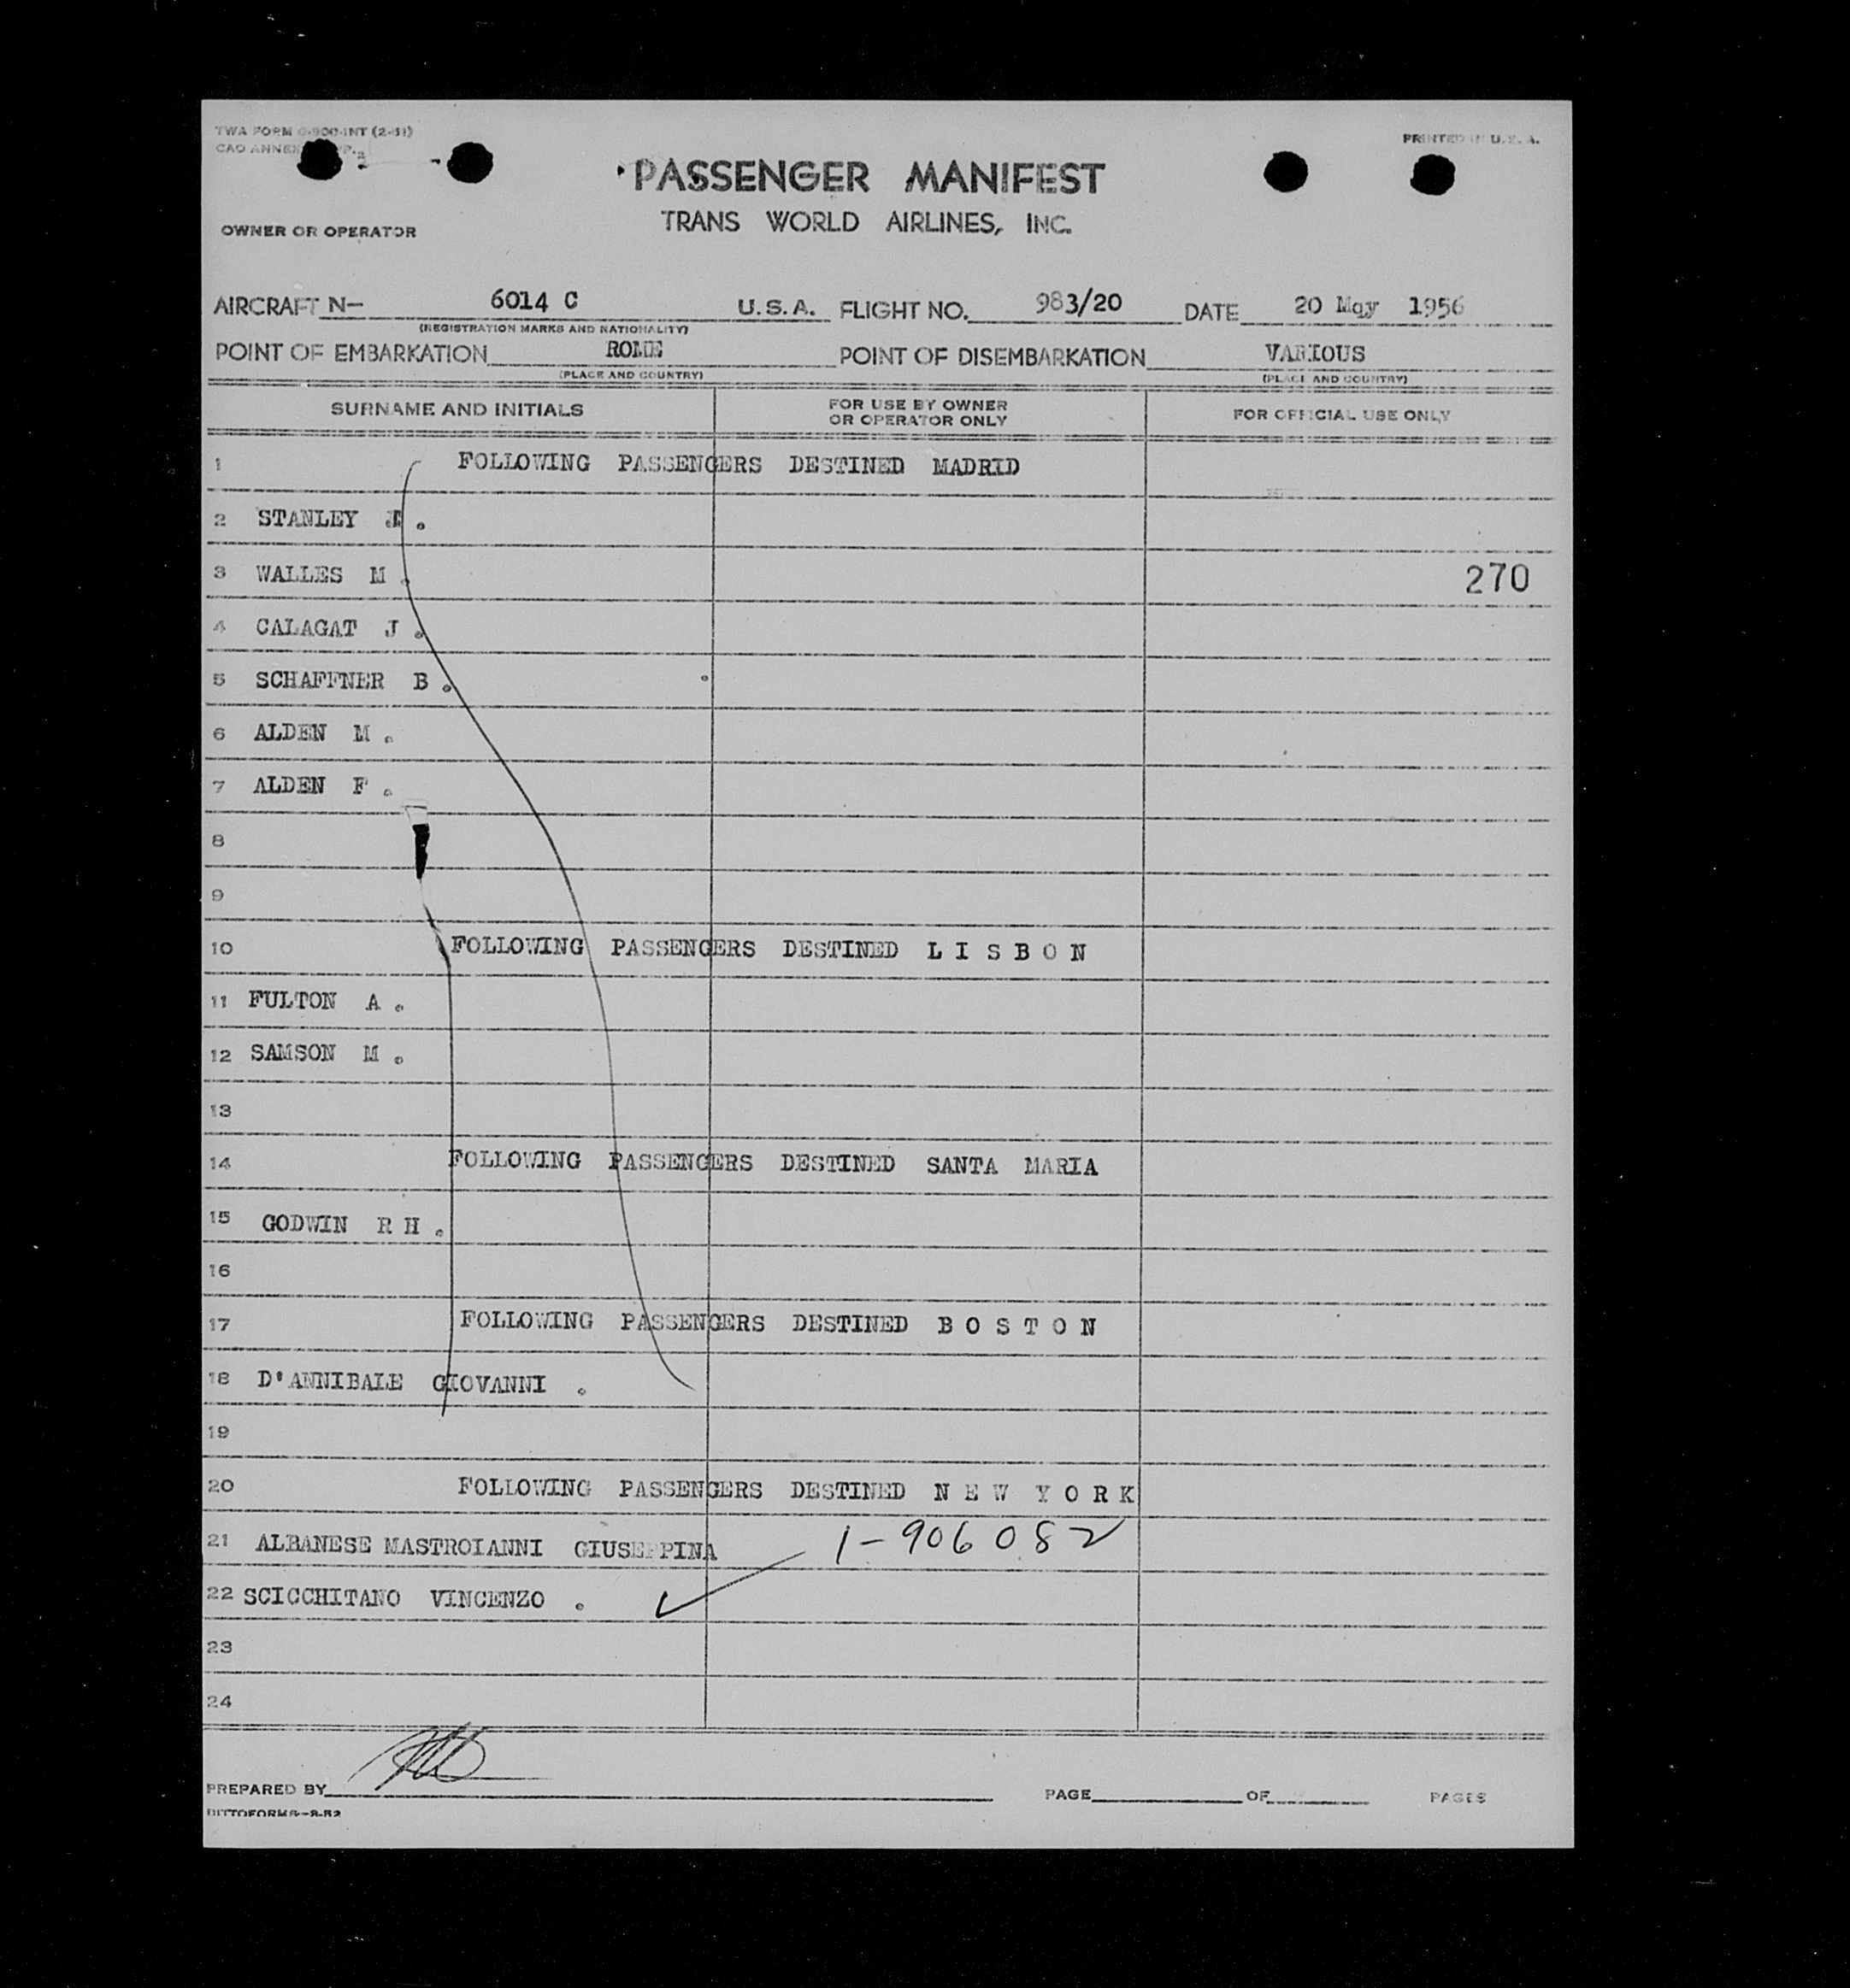 TWA FORM
CAO ANNEX
PRINTED IN U.S.A.
PASSENGER MANIFEST
TRANS WORLD AIRLINES, INC.
OWNER OR OPERATOR
AIRCRAFT N— 6014 C U.S.A. FLIGHT NO. 983/20 DATE 20 May 1956
(REGISTRATION MARKS AND NATIONALITY)
POINT OF EMBARKATION ROME POINT OF DISEMBARKATION VARIOUS
(PLACE AND COUNTRY) (PLACE AND COUNTRY)
SURNAME AND INITIALS FOR USE BY OWNER OR OPERATOR ONLY FOR OFFICIAL USE ONLY
1 FOLLOWING PASSENGERS DESTINED MADRID
2 STANLEY J.
3 WALLES M. 270
4 CALAGAT J.
5 SCHAFFNER B.
6 ALDEN M.
7 ALDEN F.
8
9
10 FOLLOWING PASSENGERS DESTINED L I S B O N
11 FULTON A.
12 SAMSON M.
13
14 FOLLOWING PASSENGERS DESTINED SANTA MARIA
15 GODWIN R H.
16
17 FOLLOWING PASSENGERS DESTINED B O S T O N
18 D'ANNIBALE GIOVANNI .
19
20 FOLLOWING PASSENGERS DESTINED N E W Y O R K
21 ALBANESE MASTROIANNI GIUSEPPINA 1-906082
22 SCICCHITANO VINCENZO .
23
24
PREPARED BY PAGE OF PAGES
DITTOFORMS-8-52